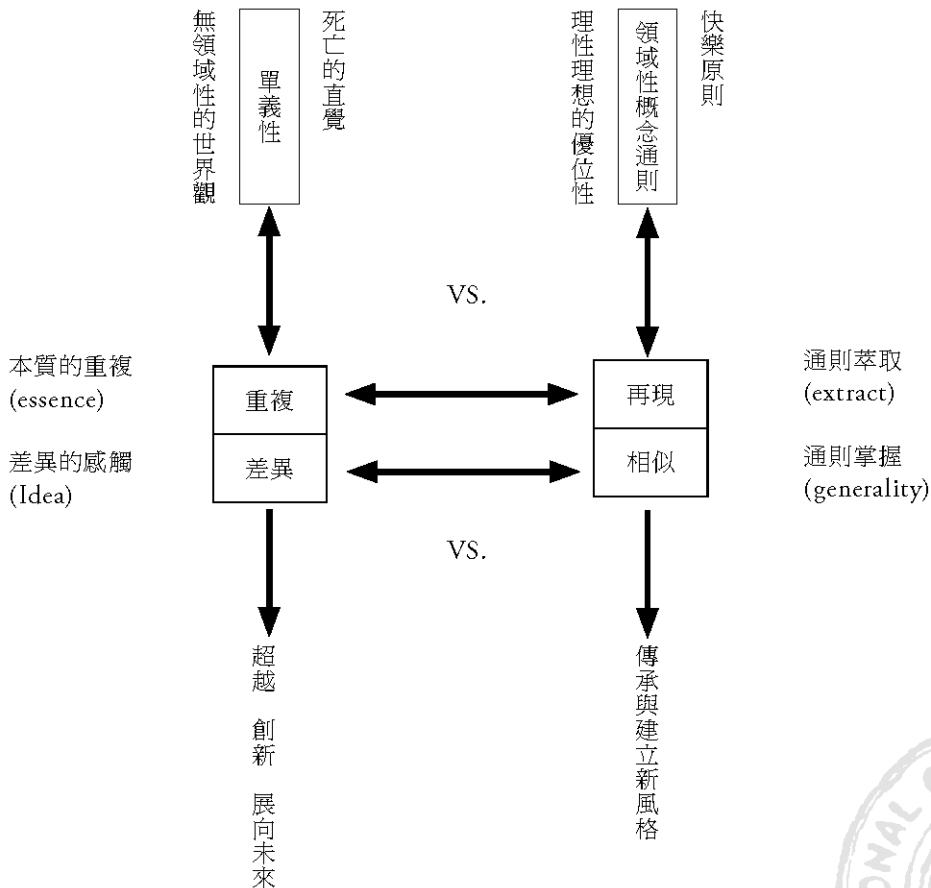 無領域性的世界觀
單義性
死亡的直覺
理性理想的優位性
領域性概念通則
快樂原則
VS.
本質的重複
(essence)
重複
再現
通則萃取
(extract)
差異的感觸
(Idea)
差異
相似
通則掌握
(generality)
VS.
超越 創新 展向未來
傳承與建立新風格
ONAL